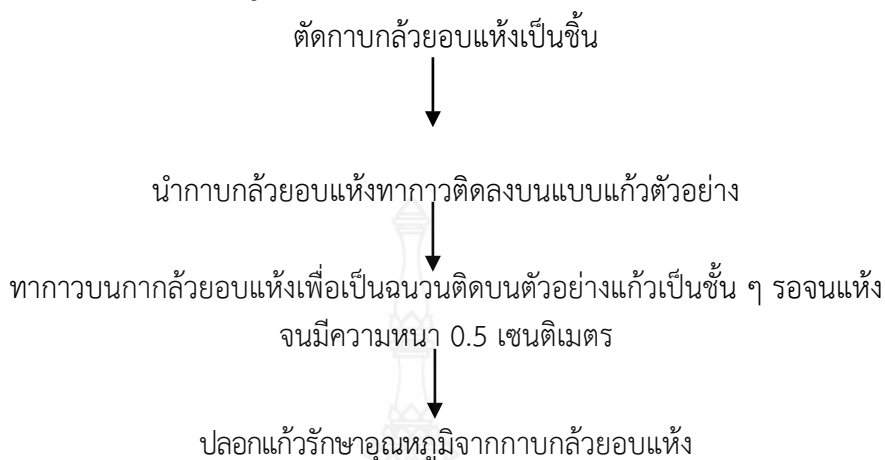 ตัดกาบกล้วยอบแห้งเป็นชิ้น
นำกาบกล้วยอบแห้งทากาวติดลงบนแบบแก้วตัวอย่าง
ทากาวบนกากล้วยอบแห้งเพื่อเป็นฉนวนติดบนตัวอย่างแก้วเป็นชั้น ๆ รอจนแห้ง
จนมีความหนา 0.5 เซนติเมตร
ปลอกแก้วรักษาอุณหภูมิจากกาบกล้วยอบแห้ง